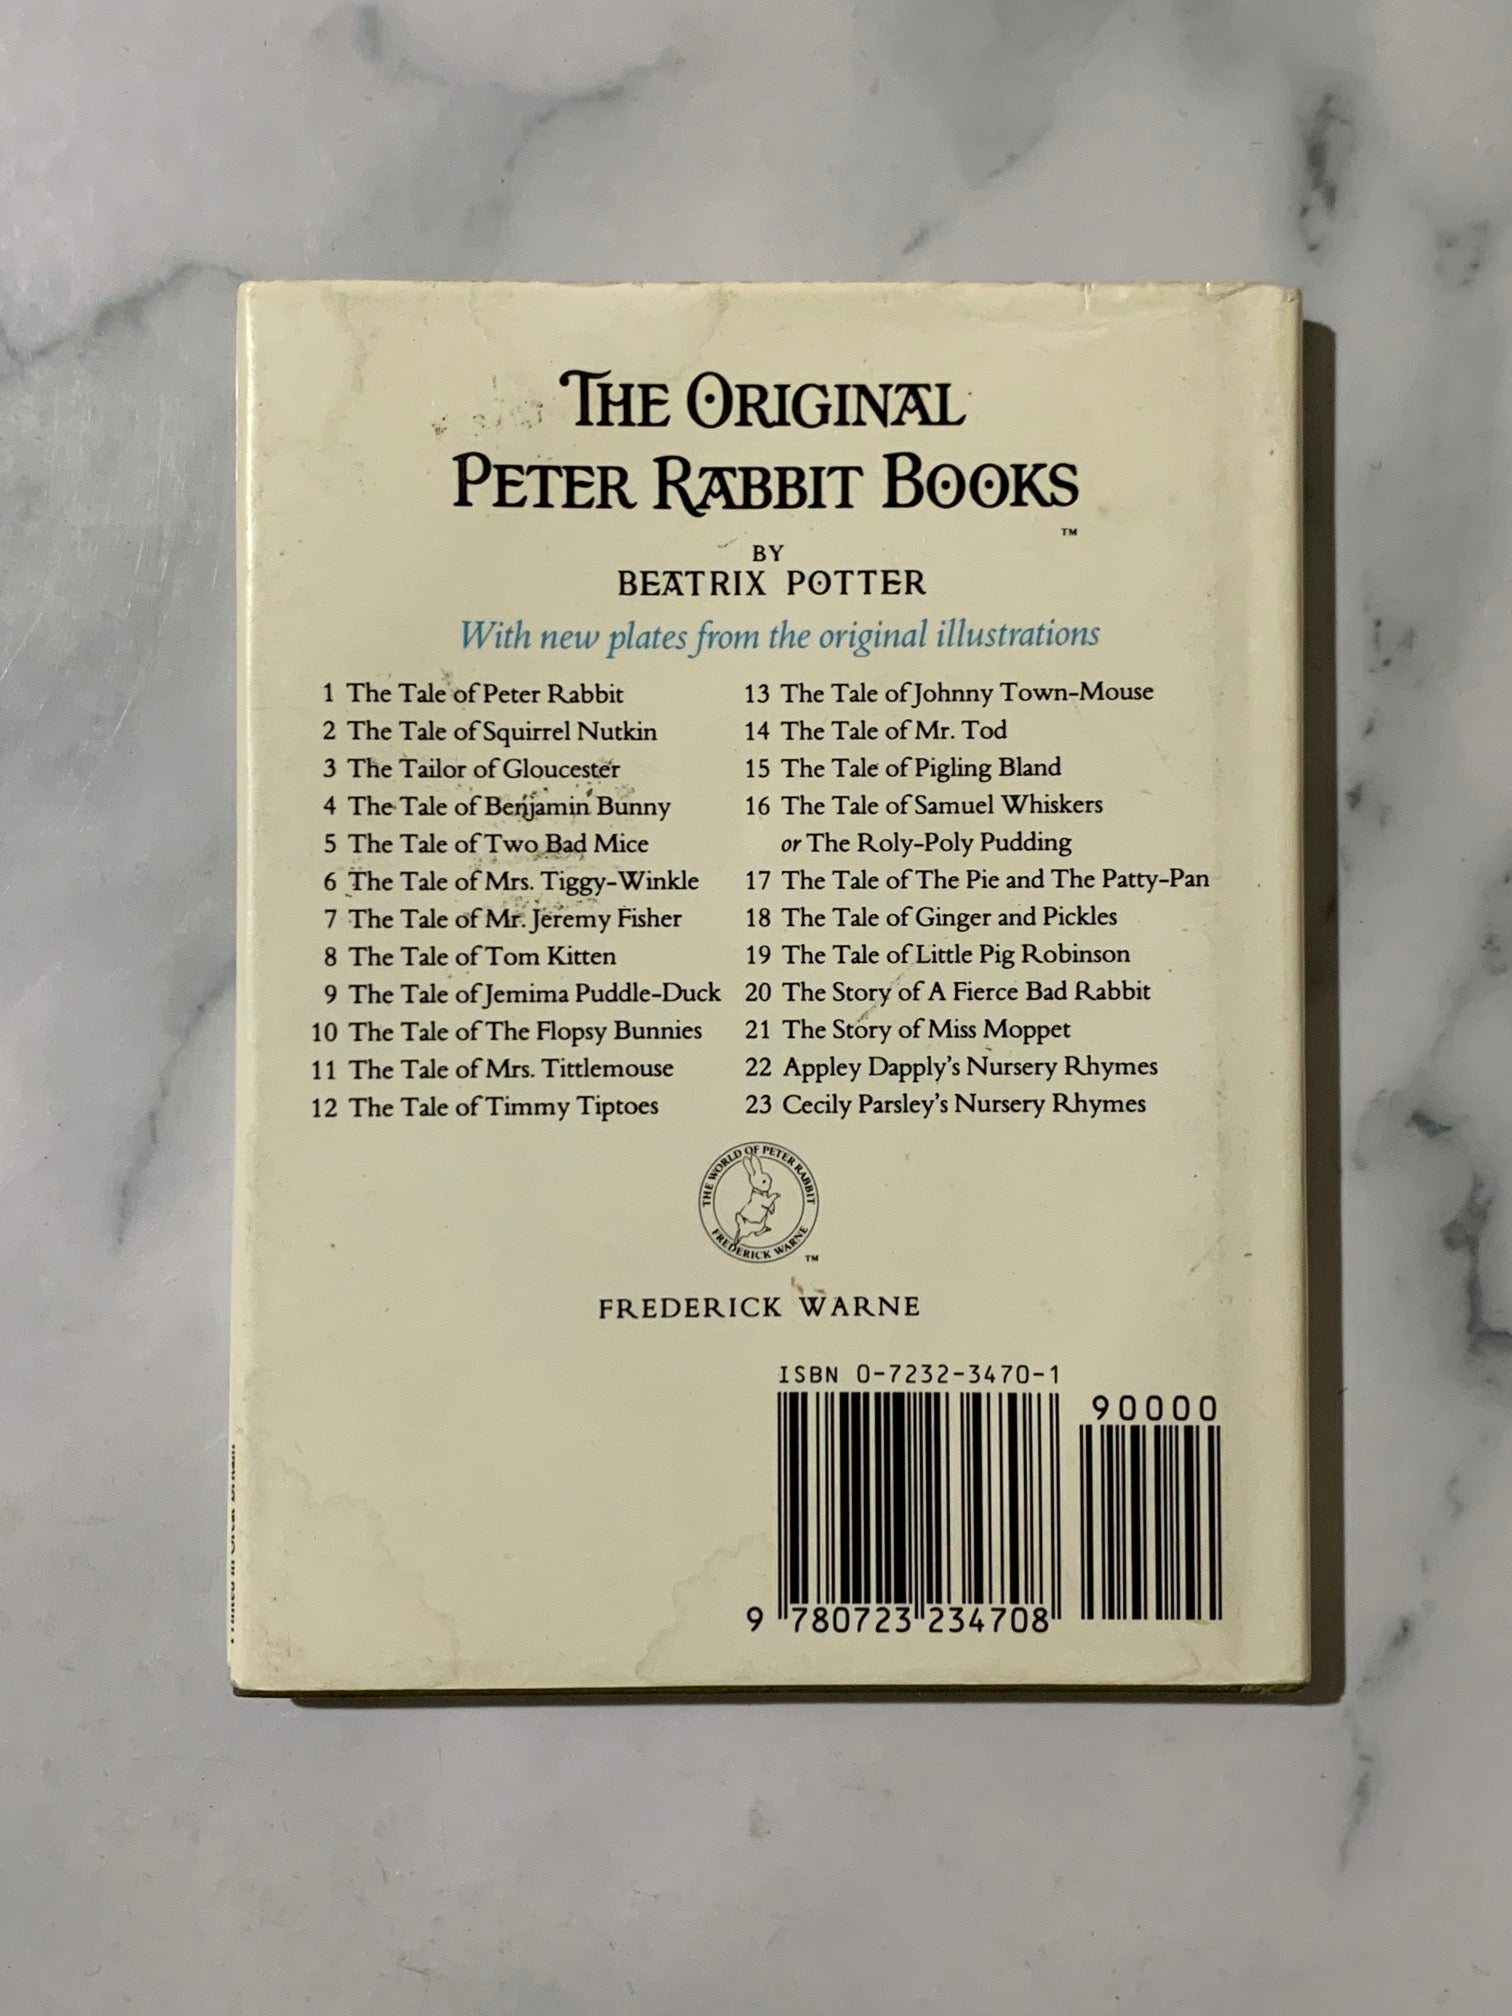 THE ORIGINAL
PETER RABBIT BOOKS
™
BY
BEATRIX POTTER
With new plates from the original illustrations
1 The Tale of Peter Rabbit
2 The Tale of Squirrel Nutkin
3 The Tailor of Gloucester
4 The Tale of Benjamin Bunny
5 The Tale of Two Bad Mice
6 The Tale of Mrs. Tiggy-Winkle
7 The Tale of Mr. Jeremy Fisher
8 The Tale of Tom Kitten
9 The Tale of Jemima Puddle-Duck
10 The Tale of The Flopsy Bunnies
11 The Tale of Mrs. Tittlemouse
12 The Tale of Timmy Tiptoes
13 The Tale of Johnny Town-Mouse
14 The Tale of Mr. Tod
15 The Tale of Pigling Bland
16 The Tale of Samuel Whiskers
or The Roly-Poly Pudding
17 The Tale of The Pie and The Patty-Pan
18 The Tale of Ginger and Pickles
19 The Tale of Little Pig Robinson
20 The Story of A Fierce Bad Rabbit
21 The Story of Miss Moppet
22 Appley Dapply's Nursery Rhymes
23 Cecily Parsley's Nursery Rhymes
THE WORLD OF PETER RABBIT
FREDERICK WARNE
™
FREDERICK WARNE
ISBN 0-7232-3470-1
90000
9 780723 234708